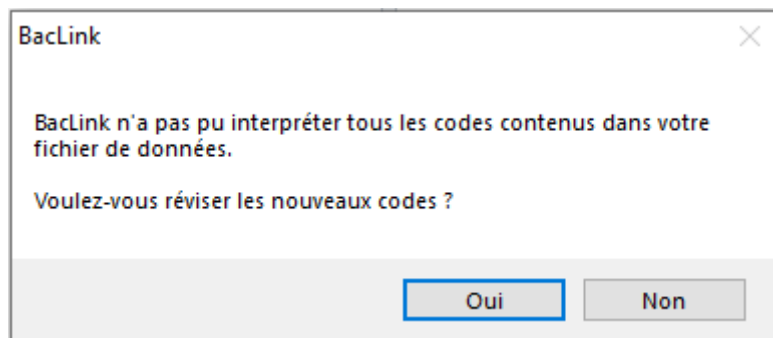 BacLink
BacLink n'a pas pu interpréter tous les codes contenus dans votre
fichier de données.
Voulez-vous réviser les nouveaux codes ?
Oui
Non